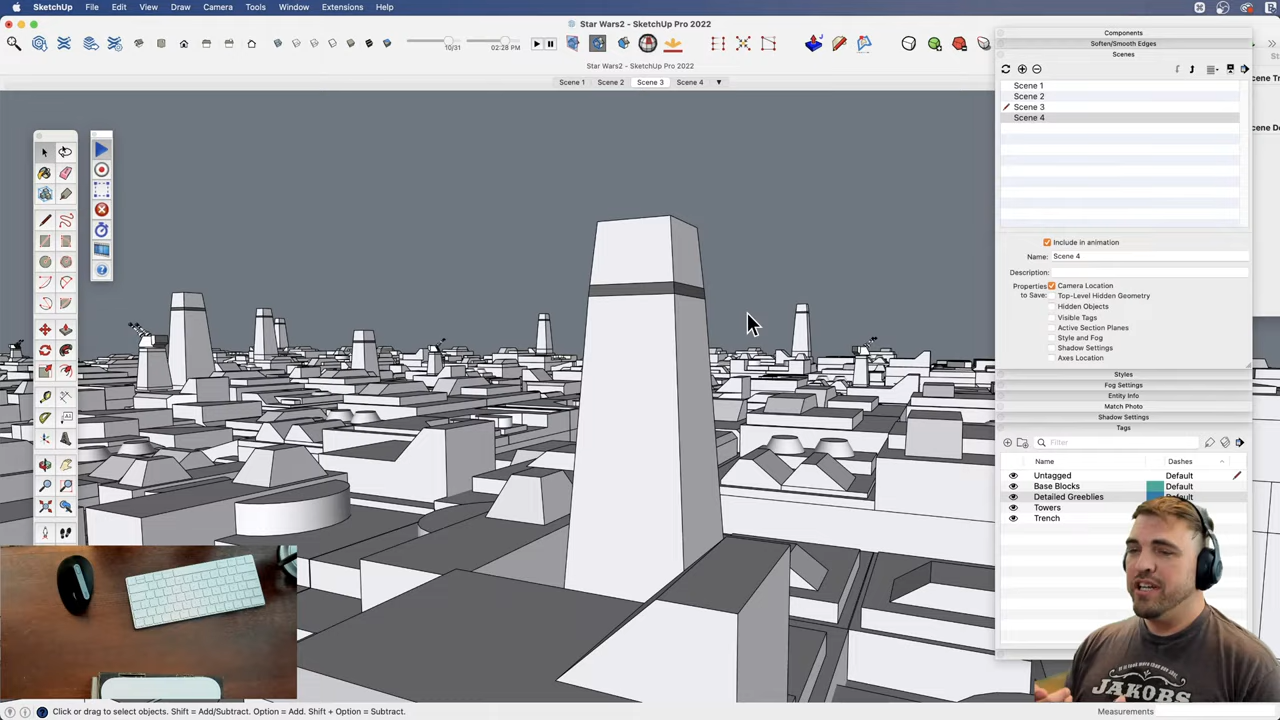 SketchUp File Edit View Draw Camera Tools Window Extensions Help
Star Wars2 - SketchUp Pro 2022
10/31
02:28 PM
Star Wars2 - SketchUp Pro 2022
Scene 1 Scene 2 Scene 3 Scene 4
Components
Soften/Smooth Edges
Scenes
Scene 1
Scene 2
Scene 3
Scene 4
Include in animation
Name: Scene 4
Description:
Properties to Save:
Camera Location
Top-Level Hidden Geometry
Hidden Objects
Visible Tags
Active Section Planes
Style and Fog
Shadow Settings
Axes Location
Styles
Fog Settings
Entity Info
Match Photo
Shadow Settings
Tags
Filter
Name Dashes
Untagged Default
Base Blocks Default
Detailed Greeblies Default
Towers
Trench
JAKOBS
Click or drag to select objects. Shift = Add/Subtract. Option = Add. Shift + Option = Subtract.
Measurements